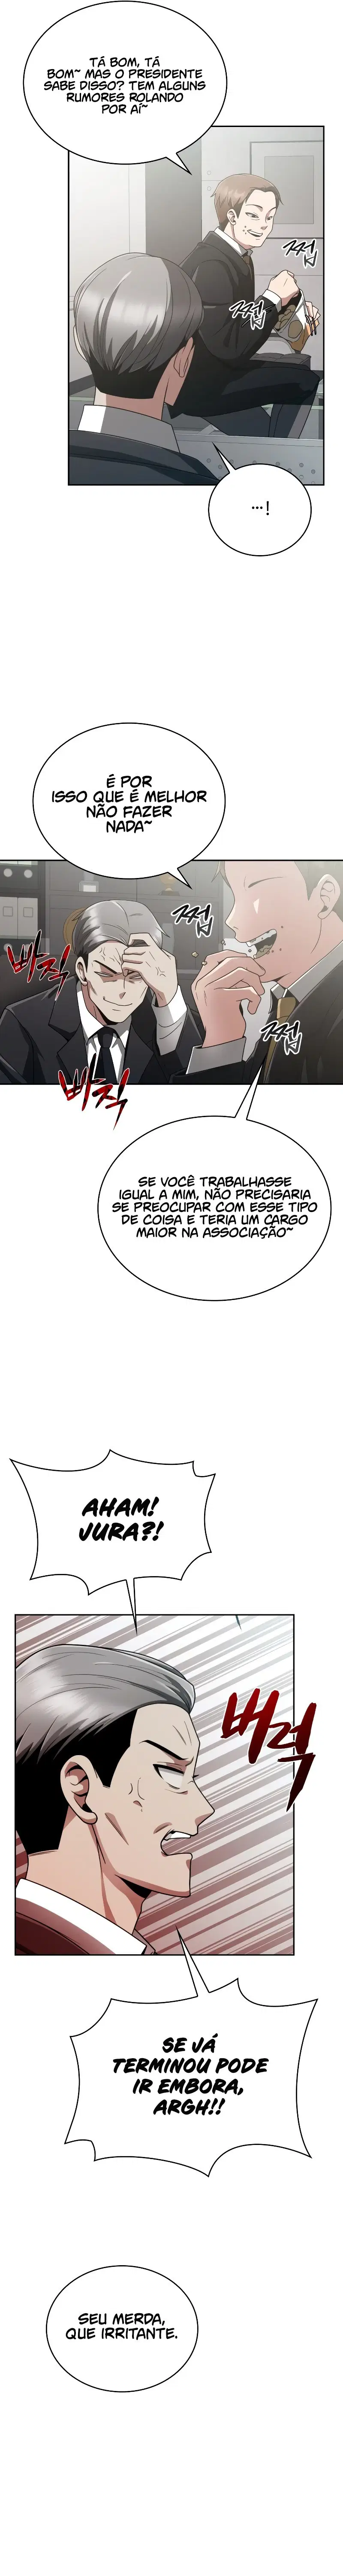 TÁ BOM, TÁ
BOM~ MAS O PRESIDENTE
SABE DISSO? TEM ALGUNS
RUMORES ROLANDO
POR AÍ~
쩝
쩝
...!
É POR
ISSO QUE É MELHOR
NÃO FAZER
NADA~
쩝
빠직
쩝
빠직
SE VOCÊ TRABALHASSE
IGUAL A MIM, NÃO PRECISARIA
SE PREOCUPAR COM ESSE TIPO
DE COISA E TERIA UM CARGO
MAIOR NA ASSOCIAÇÃO~
AHAM!
JURA?!
버럭
SE JÁ
TERMINOU PODE
IR EMBORA,
ARGH!!
SEU MERDA,
QUE IRRITANTE.